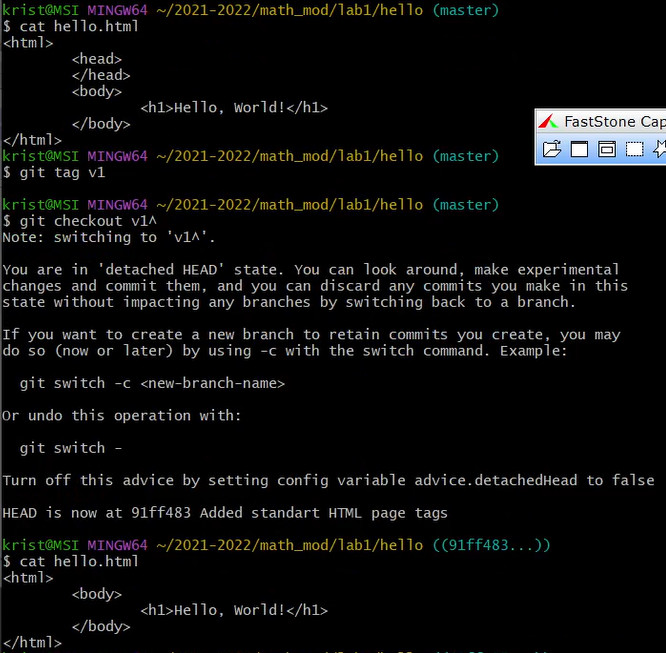 krist@MSI MINGW64 ~/2021-2022/math_mod/lab1/hello (master)
$ cat hello.html
<html>
        <head>
        </head>
        <body>
                <h1>Hello, World!</h1>
        </body>
</html>
FastStone Cap
krist@MSI MINGW64 ~/2021-2022/math_mod/lab1/hello (master)
$ git tag v1

krist@MSI MINGW64 ~/2021-2022/math_mod/lab1/hello (master)
$ git checkout v1^
Note: switching to 'v1^'.

You are in 'detached HEAD' state. You can look around, make experimental
changes and commit them, and you can discard any commits you make in this
state without impacting any branches by switching back to a branch.

If you want to create a new branch to retain commits you create, you may
do so (now or later) by using -c with the switch command. Example:

  git switch -c <new-branch-name>

Or undo this operation with:

  git switch -

Turn off this advice by setting config variable advice.detachedHead to false

HEAD is now at 91ff483 Added standart HTML page tags

krist@MSI MINGW64 ~/2021-2022/math_mod/lab1/hello ((91ff483...))
$ cat hello.html
<html>
        <body>
                <h1>Hello, World!</h1>
        </body>
</html>